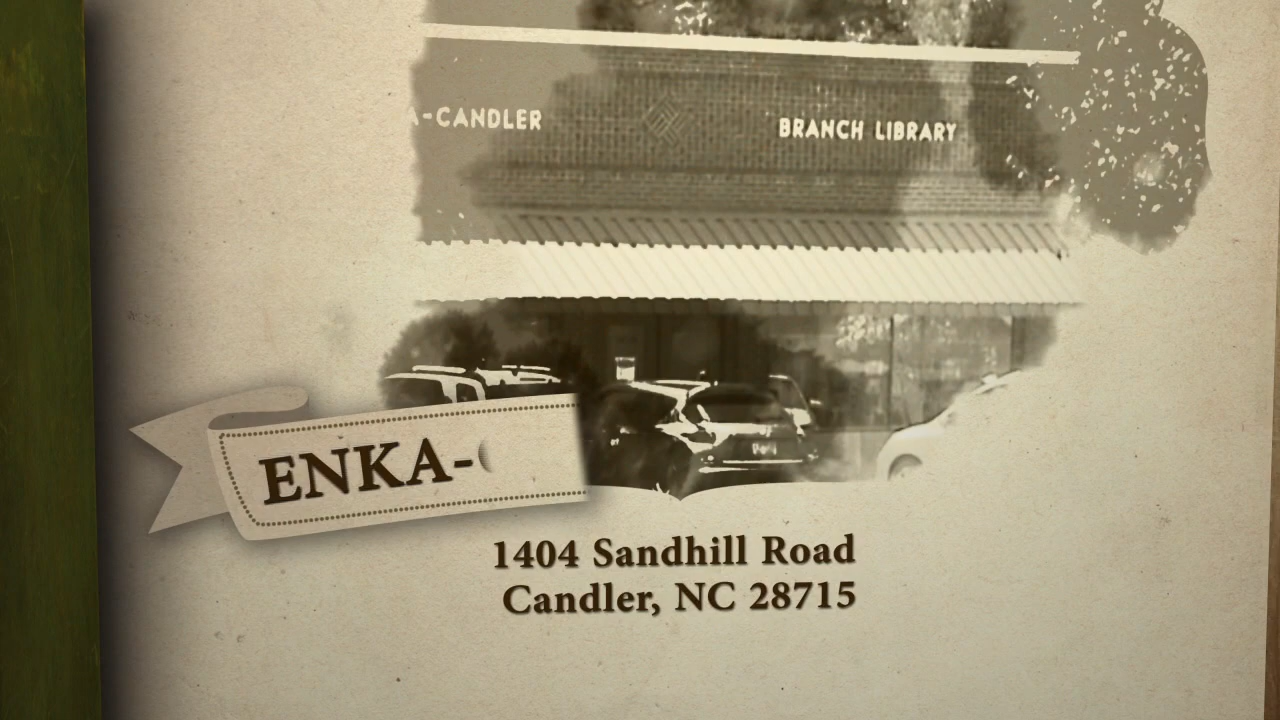 A-CANDLER BRANCH LIBRARY
ENKA-
1404 Sandhill Road
Candler, NC 28715